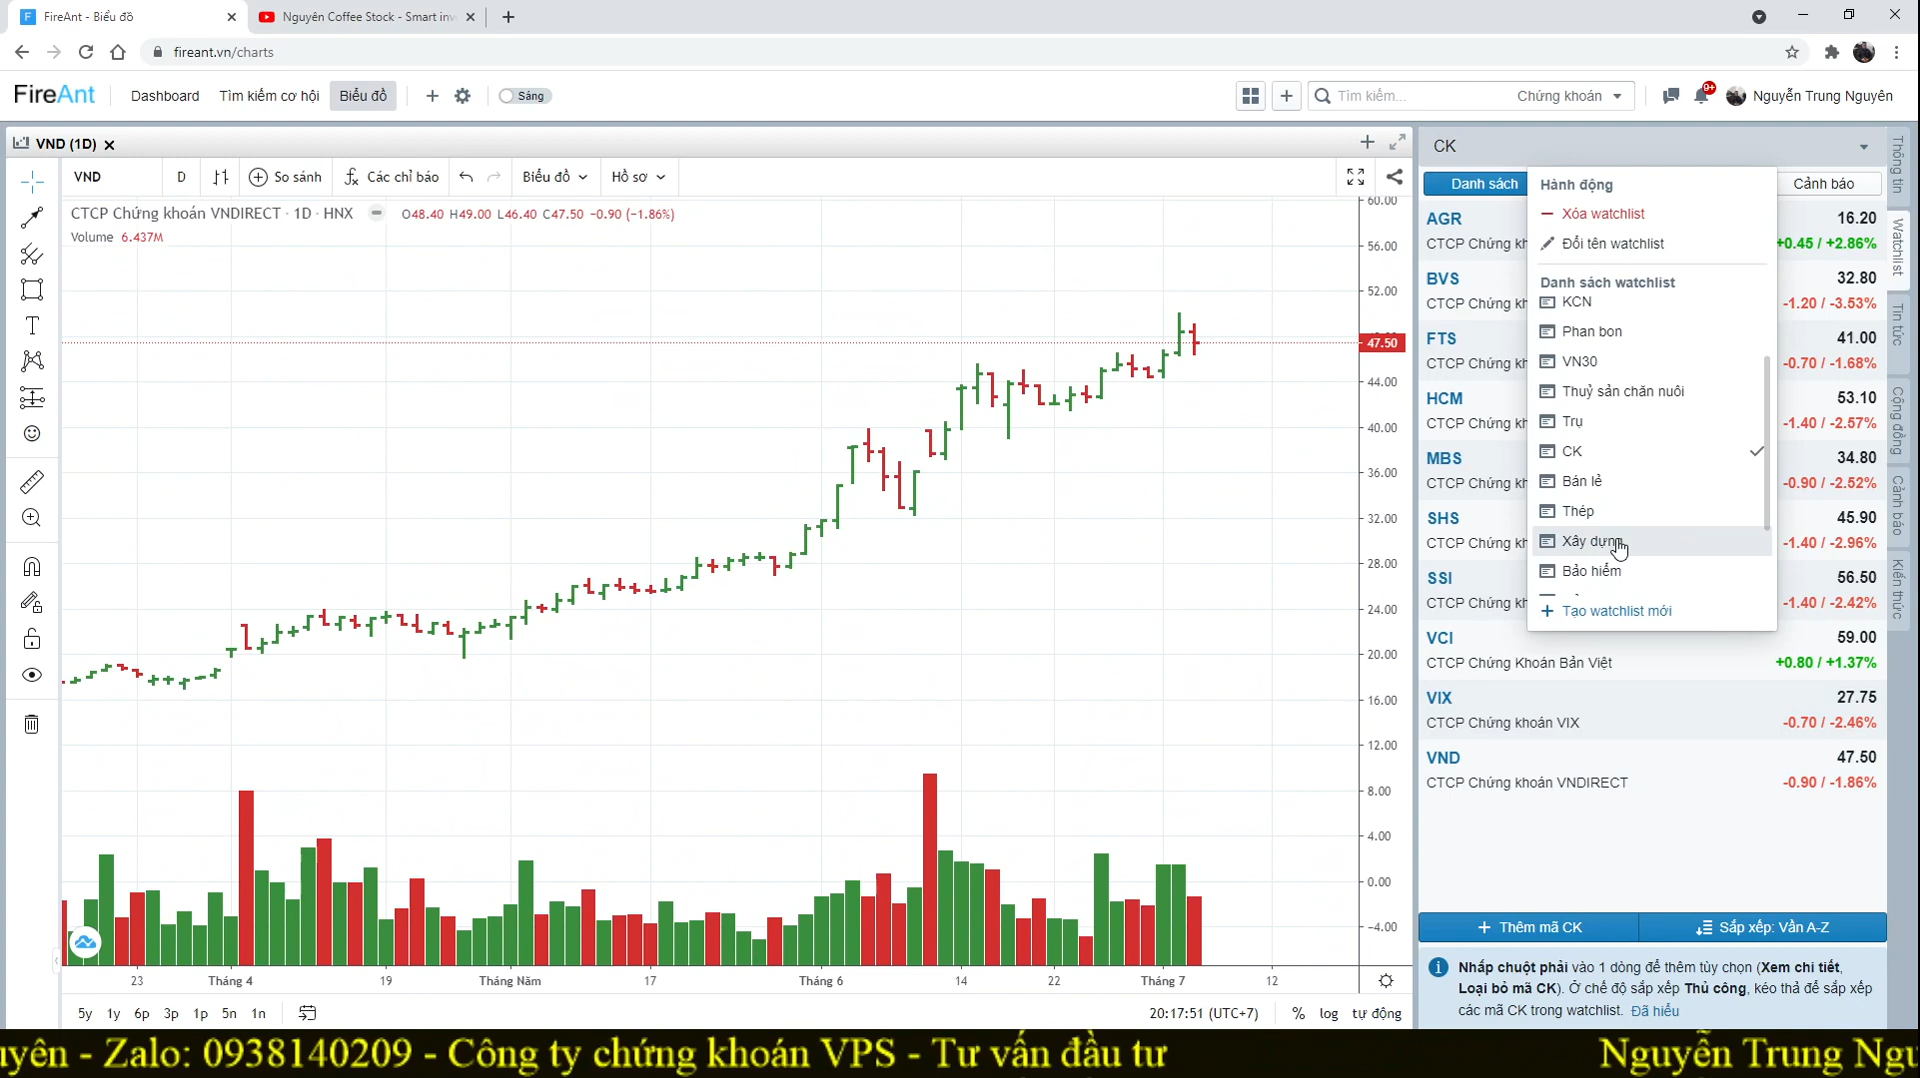 FireAnt - Biểu đồ
Nguyên Coffee Stock - Smart inv
fireant.vn/charts
FireAnt
Dashboard
Tìm kiếm cơ hội
Biểu đồ
Sáng
Tìm kiếm...
Chứng khoán
9+
Nguyễn Trung Nguyên
VND (1D)
VND
D
So sánh
Các chỉ báo
Biểu đồ
Hồ sơ
CTCP Chứng khoán VNDIRECT · 1D · HNX
O48.40 H49.00 L46.40 C47.50 -0.90 (-1.86%)
Volume 6.437M
60.00
56.00
52.00
47.50
44.00
40.00
36.00
32.00
28.00
24.00
20.00
16.00
12.00
8.00
4.00
0.00
-4.00
23
Tháng 4
19
Tháng Năm
17
Tháng 6
14
22
Tháng 7
12
5y 1y 6p 3p 1p 5n 1n
20:17:51 (UTC+7)
%
log
tự động
CK
Danh sách
Cảnh báo
AGR
16.20
CTCP Chứng kh
+0.45 / +2.86%
BVS
32.80
CTCP Chứng kh
-1.20 / -3.53%
FTS
41.00
CTCP Chứng kh
-0.70 / -1.68%
HCM
53.10
CTCP Chứng kh
-1.40 / -2.57%
MBS
34.80
CTCP Chứng kh
-0.90 / -2.52%
SHS
45.90
CTCP Chứng kh
-1.40 / -2.96%
SSI
56.50
CTCP Chứng kh
-1.40 / -2.42%
VCI
59.00
CTCP Chứng Khoán Bản Việt
+0.80 / +1.37%
VIX
27.75
CTCP Chứng khoán VIX
-0.70 / -2.46%
VND
47.50
CTCP Chứng khoán VNDIRECT
-0.90 / -1.86%
Hành động
Xóa watchlist
Đổi tên watchlist
Danh sách watchlist
KCN
Phan bon
VN30
Thuỷ sản chăn nuôi
Trụ
CK
Bán lẻ
Thép
Xây dựng
Bảo hiểm
Tạo watchlist mới
Thêm mã CK
Sắp xếp: Vần A-Z
Nhấp chuột phải vào 1 dòng để thêm tùy chọn (Xem chi tiết,
Loại bỏ mã CK). Ở chế độ sắp xếp Thủ công, kéo thả để sắp xếp
các mã CK trong watchlist. Đã hiểu
Thông tin
Watchlist
Tin tức
Cộng đồng
Cảnh báo
Kiến thức
uyên - Zalo: 0938140209 - Công ty chứng khoán VPS - Tư vấn đầu tư
Nguyễn Trung Ngu